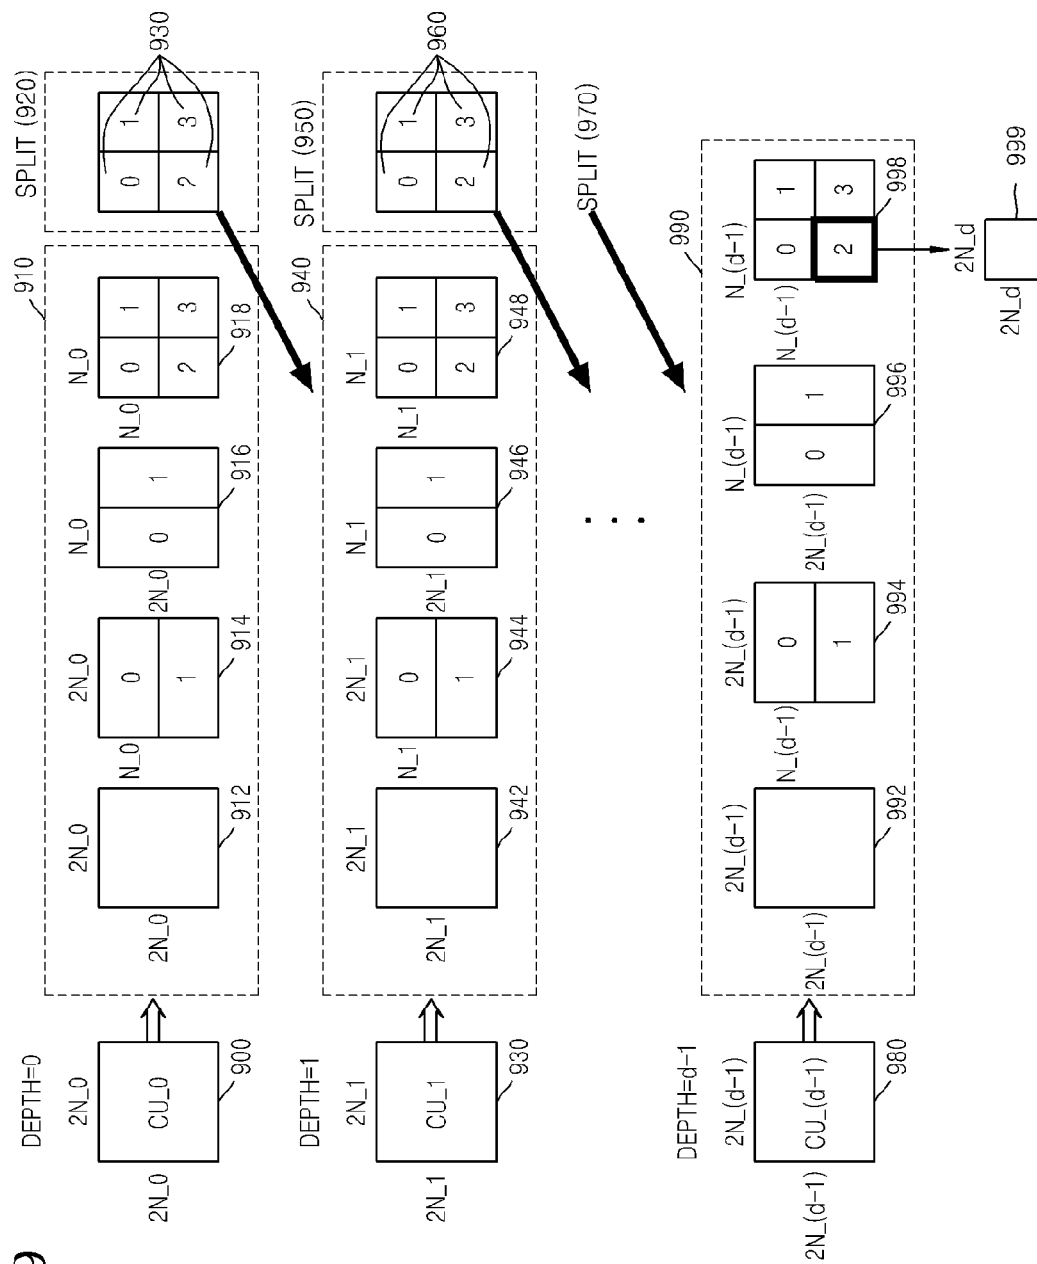 9
DEPTH=0
2N_0
2N_0
CU_0
900
910
2N_0
2N_0
912
2N_0
N_0
0
1
914
N_0
2N_0
0
1
916
N_0
N_0
0
1
2
3
918
SPLIT (920)
0
1
2
3
930
DEPTH=1
2N_1
2N_1
CU_1
930
940
2N_1
2N_1
942
2N_1
N_1
0
1
944
N_1
2N_1
0
1
946
N_1
N_1
0
1
2
3
948
SPLIT (950)
0
1
2
3
960
SPLIT (970)
DEPTH=d-1
2N_(d-1)
2N_(d-1)
CU_(d-1)
980
990
2N_(d-1)
2N_(d-1)
992
2N_(d-1)
N_(d-1)
0
1
994
N_(d-1)
2N_(d-1)
0
1
996
N_(d-1)
N_(d-1)
0
1
2
3
998
2N_d
2N_d
999